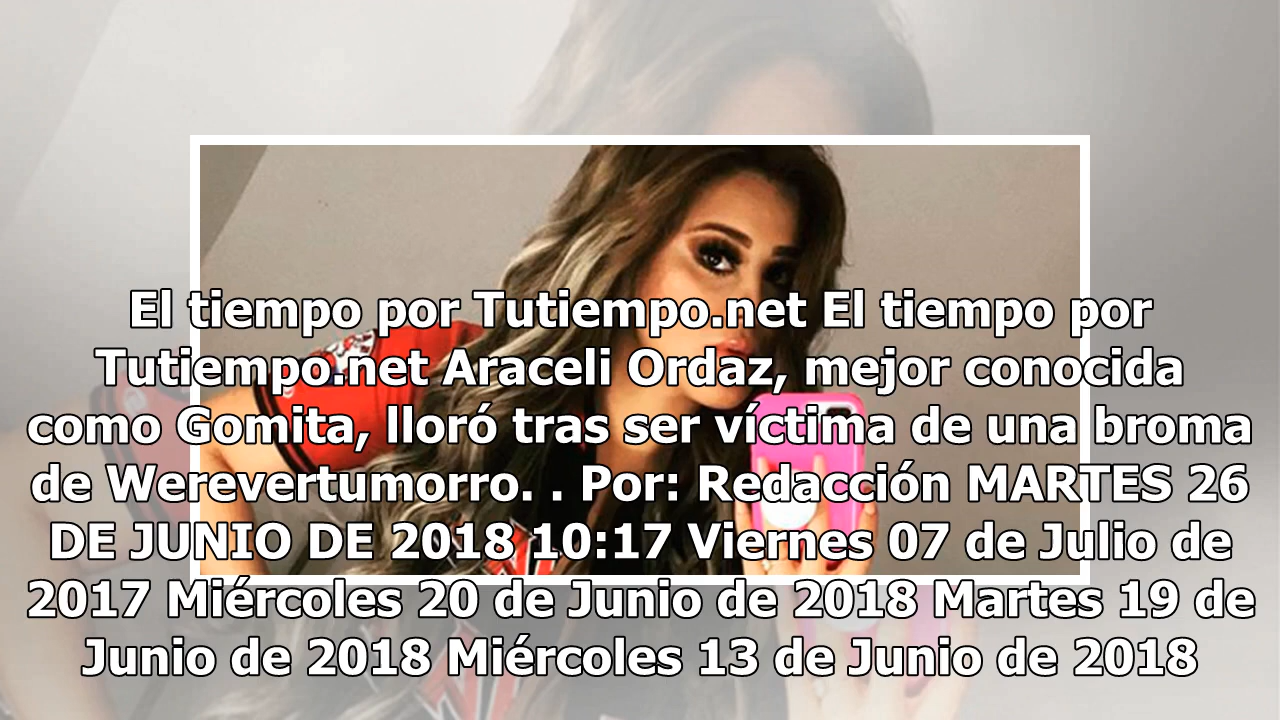 El tiempo por Tutiempo.net El tiempo por
Tutiempo.net Araceli Ordaz, mejor conocida
como Gomita, lloró tras ser víctima de una broma
de Werevertumorro. . Por: Redacción MARTES 26
DE JUNIO DE 2018 10:17 Viernes 07 de Julio de
2017 Miércoles 20 de Junio de 2018 Martes 19 de
Junio de 2018 Miércoles 13 de Junio de 2018